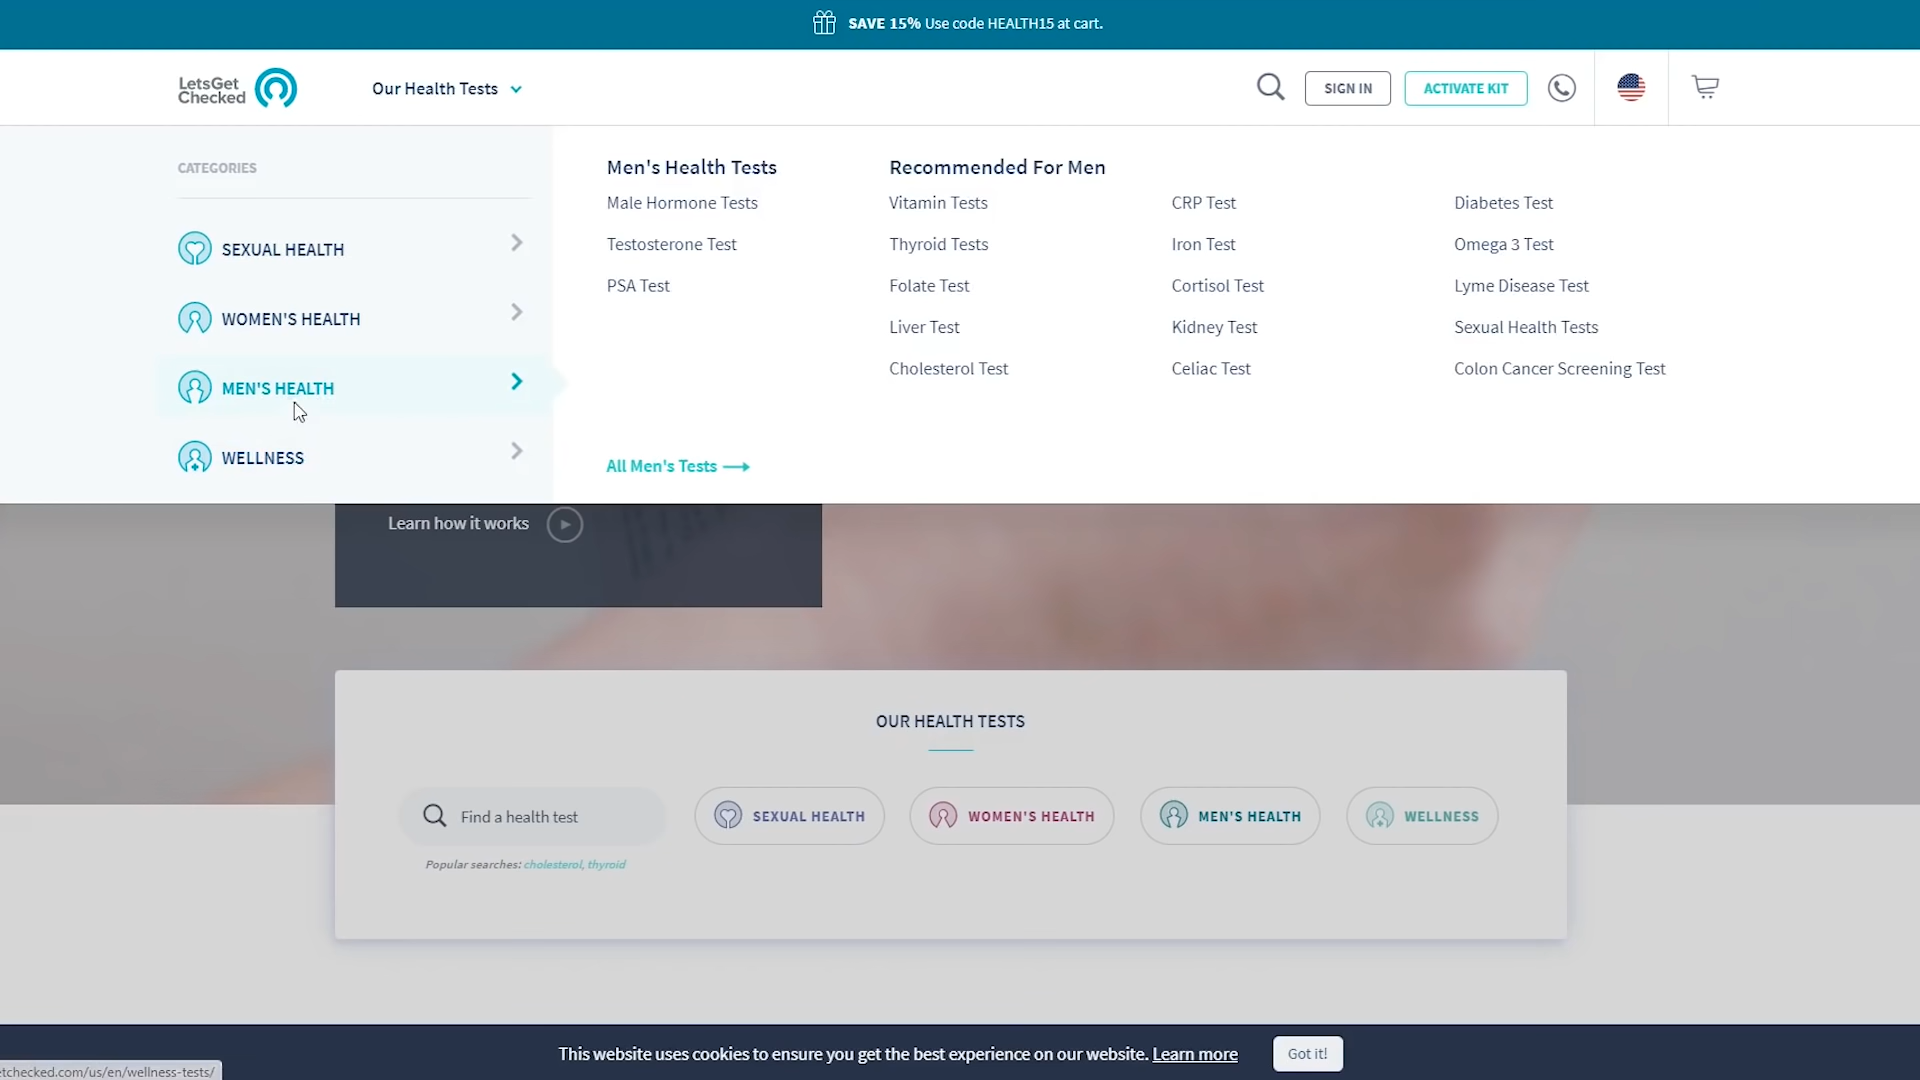 SAVE 15% Use code HEALTH15 at cart.
LetsGet
Checked
Our Health Tests
SIGN IN
ACTIVATE KIT
CATEGORIES
SEXUAL HEALTH
WOMEN'S HEALTH
MEN'S HEALTH
WELLNESS
Men's Health Tests
Male Hormone Tests
Testosterone Test
PSA Test
All Men's Tests
Recommended For Men
Vitamin Tests
Thyroid Tests
Folate Test
Liver Test
Cholesterol Test
CRP Test
Iron Test
Cortisol Test
Kidney Test
Celiac Test
Diabetes Test
Omega 3 Test
Lyme Disease Test
Sexual Health Tests
Colon Cancer Screening Test
Learn how it works
OUR HEALTH TESTS
Find a health test
SEXUAL HEALTH
WOMEN'S HEALTH
MEN'S HEALTH
WELLNESS
Popular searches: cholesterol, thyroid
This website uses cookies to ensure you get the best experience on our website. Learn more
Got it!
etchecked.com/us/en/wellness-tests/